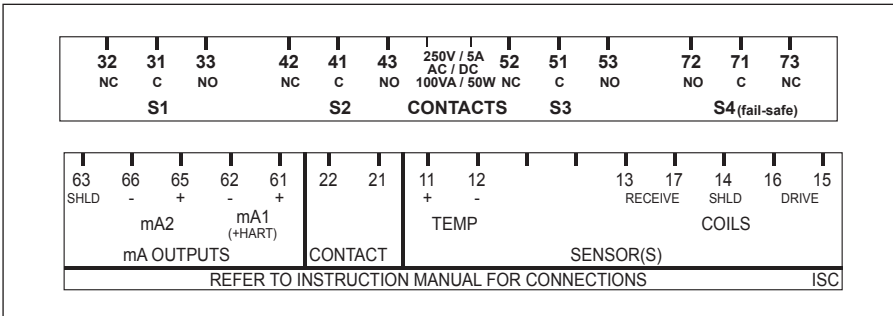 32 31 33 42 41 43 250V / 5A 52 51 53 72 71 73
AC / DC
NC C NO NC C NO 100VA / 50W NC C NO NO C NC
S1 S2 CONTACTS S3 S4 (fail-safe)
63 66 65 62 61 22 21 11 12 13 17 14 16 15
SHLD - + - + + - RECEIVE SHLD DRIVE
mA2 mA1 TEMP COILS
(+HART)
mA OUTPUTS CONTACT SENSOR(S)
REFER TO INSTRUCTION MANUAL FOR CONNECTIONS ISC